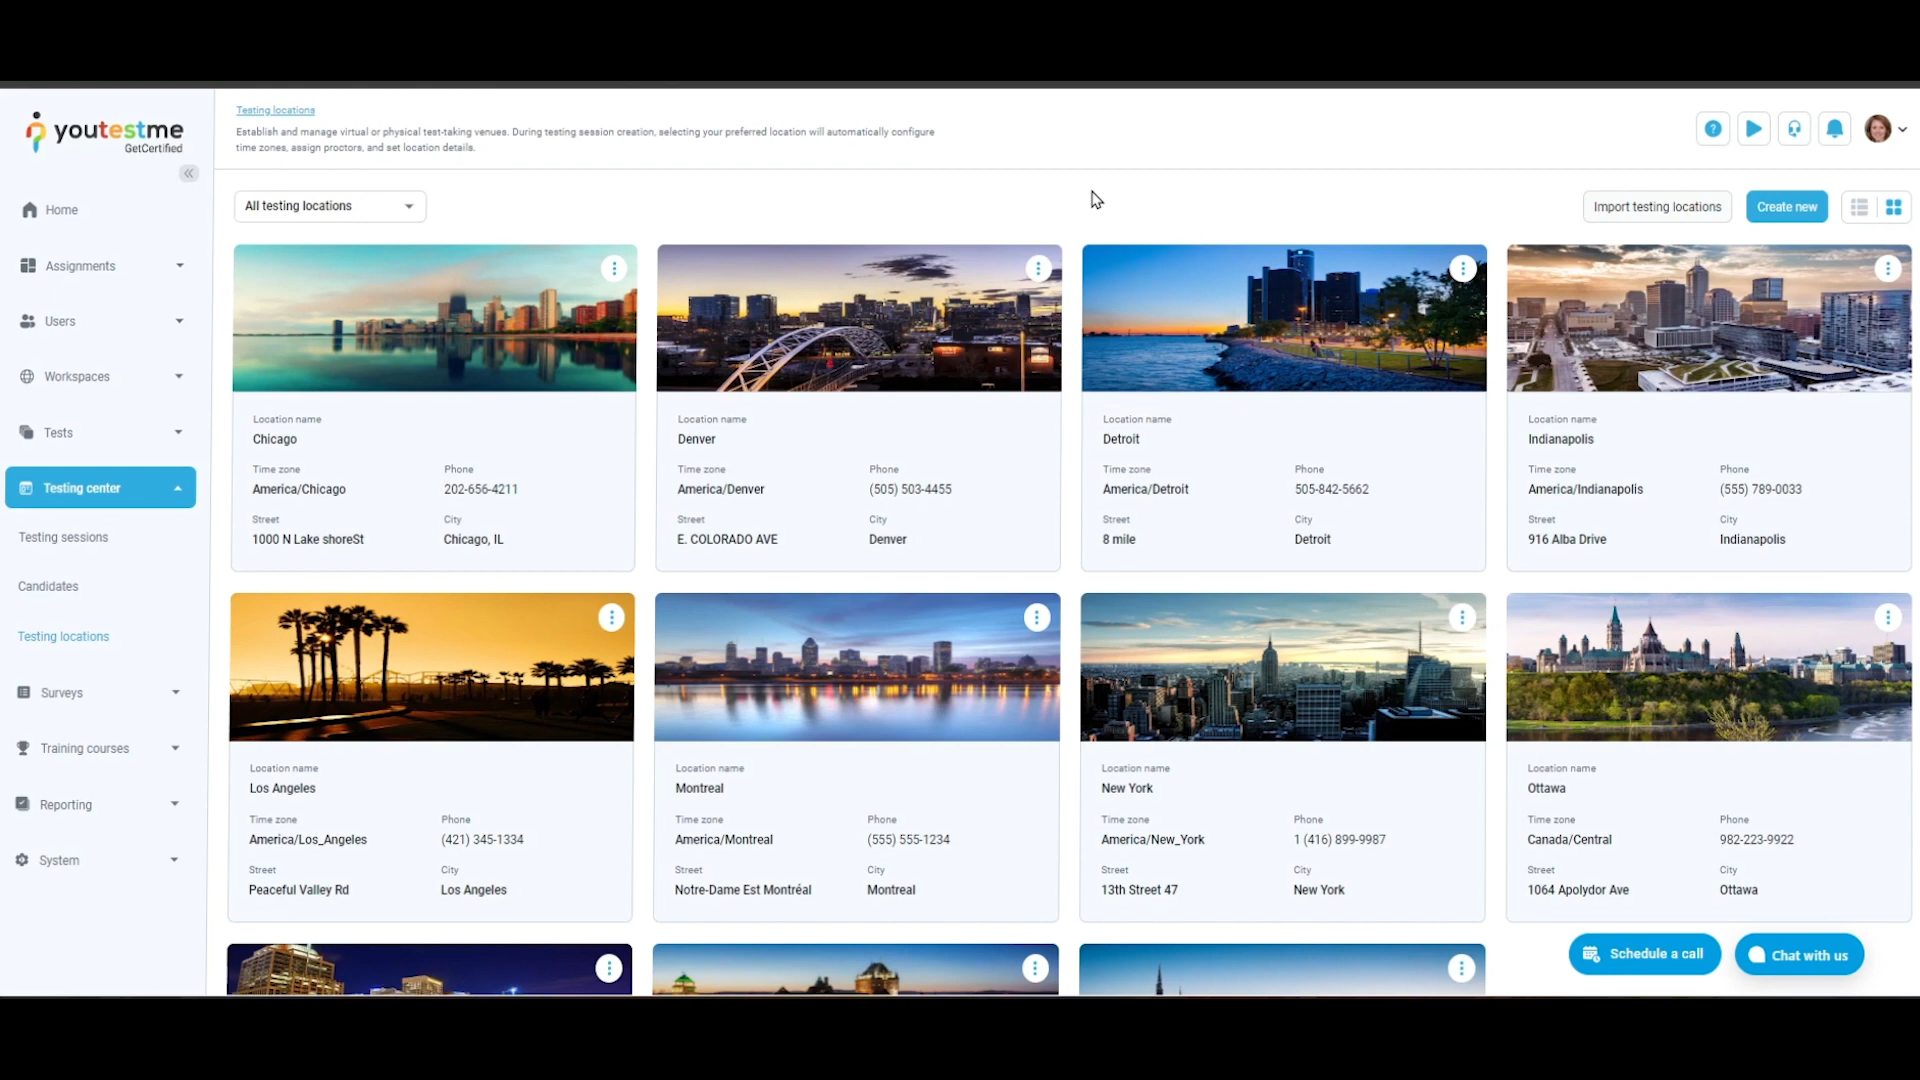 youtestme
GetCertified
Home
Assignments
Users
Workspaces
Tests
Testing center
Testing sessions
Candidates
Testing locations
Surveys
Training courses
Reporting
System
Testing locations
Establish and manage virtual or physical test-taking venues. During testing session creation, selecting your preferred location will automatically configure
time zones, assign proctors, and set location details.
All testing locations
Import testing locations
Create new
Location name
Chicago
Time zone
Phone
America/Chicago
202-656-4211
Street
City
1000 N Lake shoreSt
Chicago, IL
Location name
Denver
Time zone
Phone
America/Denver
(505) 503-4455
Street
City
E. COLORADO AVE
Denver
Location name
Detroit
Time zone
Phone
America/Detroit
505-842-5662
Street
City
8 mile
Detroit
Location name
Indianapolis
Time zone
Phone
America/Indianapolis
(555) 789-0033
Street
City
916 Alba Drive
Indianapolis
Location name
Los Angeles
Time zone
Phone
America/Los_Angeles
(421) 345-1334
Street
City
Peaceful Valley Rd
Los Angeles
Location name
Montreal
Time zone
Phone
America/Montreal
(555) 555-1234
Street
City
Notre-Dame Est Montréal
Montreal
Location name
New York
Time zone
Phone
America/New_York
1 (416) 899-9987
Street
City
13th Street 47
New York
Location name
Ottawa
Time zone
Phone
Canada/Central
982-223-9922
Street
City
1064 Apolydor Ave
Ottawa
Schedule a call
Chat with us